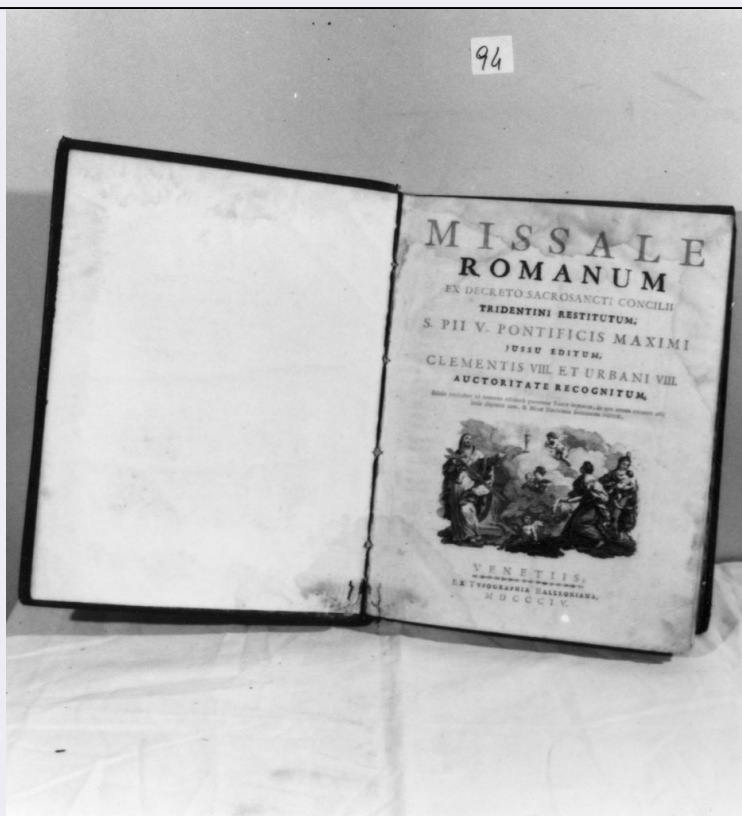 94
MISSALE
ROMANUM
EX DECRETO SACROSANCTI CONCILII
TRIDENTINI RESTITUTUM,
S. PII V. PONTIFICIS MAXIMI
JUSSU EDITUM,
CLEMENTIS VIII. ET URBANI VIII.
AUCTORITATE RECOGNITUM,
VENETIIS,
EX TYPOGRAPHIA BALLEONIANA,
MDCCCIV.